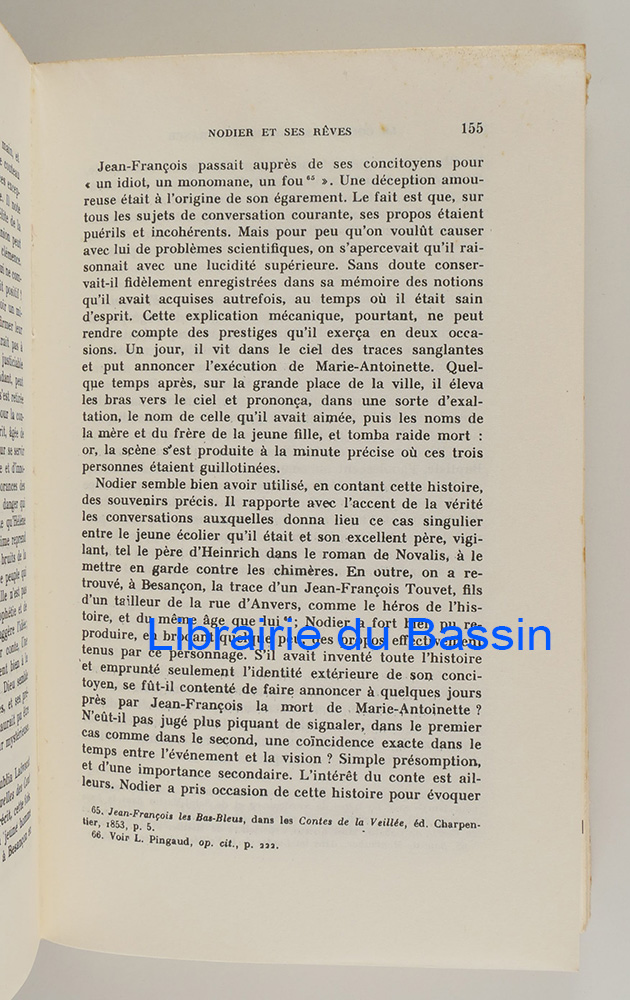 NODIER ET SES RÊVES 155
Jean-François passait auprès de ses concitoyens pour
« un idiot, un monomane, un fou ⁶⁵ ». Une déception amou-
reuse était à l'origine de son égarement. Le fait est que, sur
tous les sujets de conversation courante, ses propos étaient
puérils et incohérents. Mais pour peu qu'on voulût causer
avec lui de problèmes scientifiques, on s'apercevait qu'il rai-
sonnait avec une lucidité supérieure. Sans doute conser-
vait-il fidèlement enregistrées dans sa mémoire des notions
qu'il avait acquises autrefois, au temps où il était sain
d'esprit. Cette explication mécanique, pourtant, ne peut
rendre compte des prestiges qu'il exerça en deux occa-
sions. Un jour, il vit dans le ciel des traces sanglantes
et put annoncer l'exécution de Marie-Antoinette. Quel-
que temps après, sur la grande place de la ville, il éleva
les bras vers le ciel et prononça, dans une sorte d'exal-
tation, le nom de celle qu'il avait aimée, puis les noms de
la mère et du frère de la jeune fille, et tomba raide mort :
or, la scène s'est produite à la minute précise où ces trois
personnes étaient guillotinées.
Nodier semble bien avoir utilisé, en contant cette histoire,
des souvenirs précis. Il rapporte avec l'accent de la vérité
les conversations auxquelles donna lieu ce cas singulier
entre le jeune écolier qu'il était et son excellent père, vigi-
lant, tel le père d'Heinrich dans le roman de Novalis, à le
mettre en garde contre les chimères. En outre, on a re-
trouvé, à Besançon, la trace d'un Jean-François Touvet, fils
d'un tailleur de la rue d'Anvers, comme le héros de l'his-
toire, et du même âge que lui ; Nodier a fort bien pu re-
produire, en brodant quelque peu, des propos effectivement
tenus par ce personnage. S'il avait inventé toute l'histoire
et emprunté seulement l'identité extérieure de son conci-
toyen, se fût-il contenté de faire annoncer à quelques jours
près par Jean-François la mort de Marie-Antoinette ?
N'eût-il pas jugé plus piquant de signaler, dans le premier
cas comme dans le second, une coïncidence exacte dans le
temps entre l'événement et la vision ? Simple présomption,
et d'une importance secondaire. L'intérêt du conte est ail-
leurs. Nodier a pris occasion de cette histoire pour évoquer
65. Jean-François les Bas-Bleus, dans les Contes de la Veillée, éd. Charpen-
tier, 1853, p. 5.
66. Voir L. Pingaud, op. cit., p. 222.
Librairie du Bassin